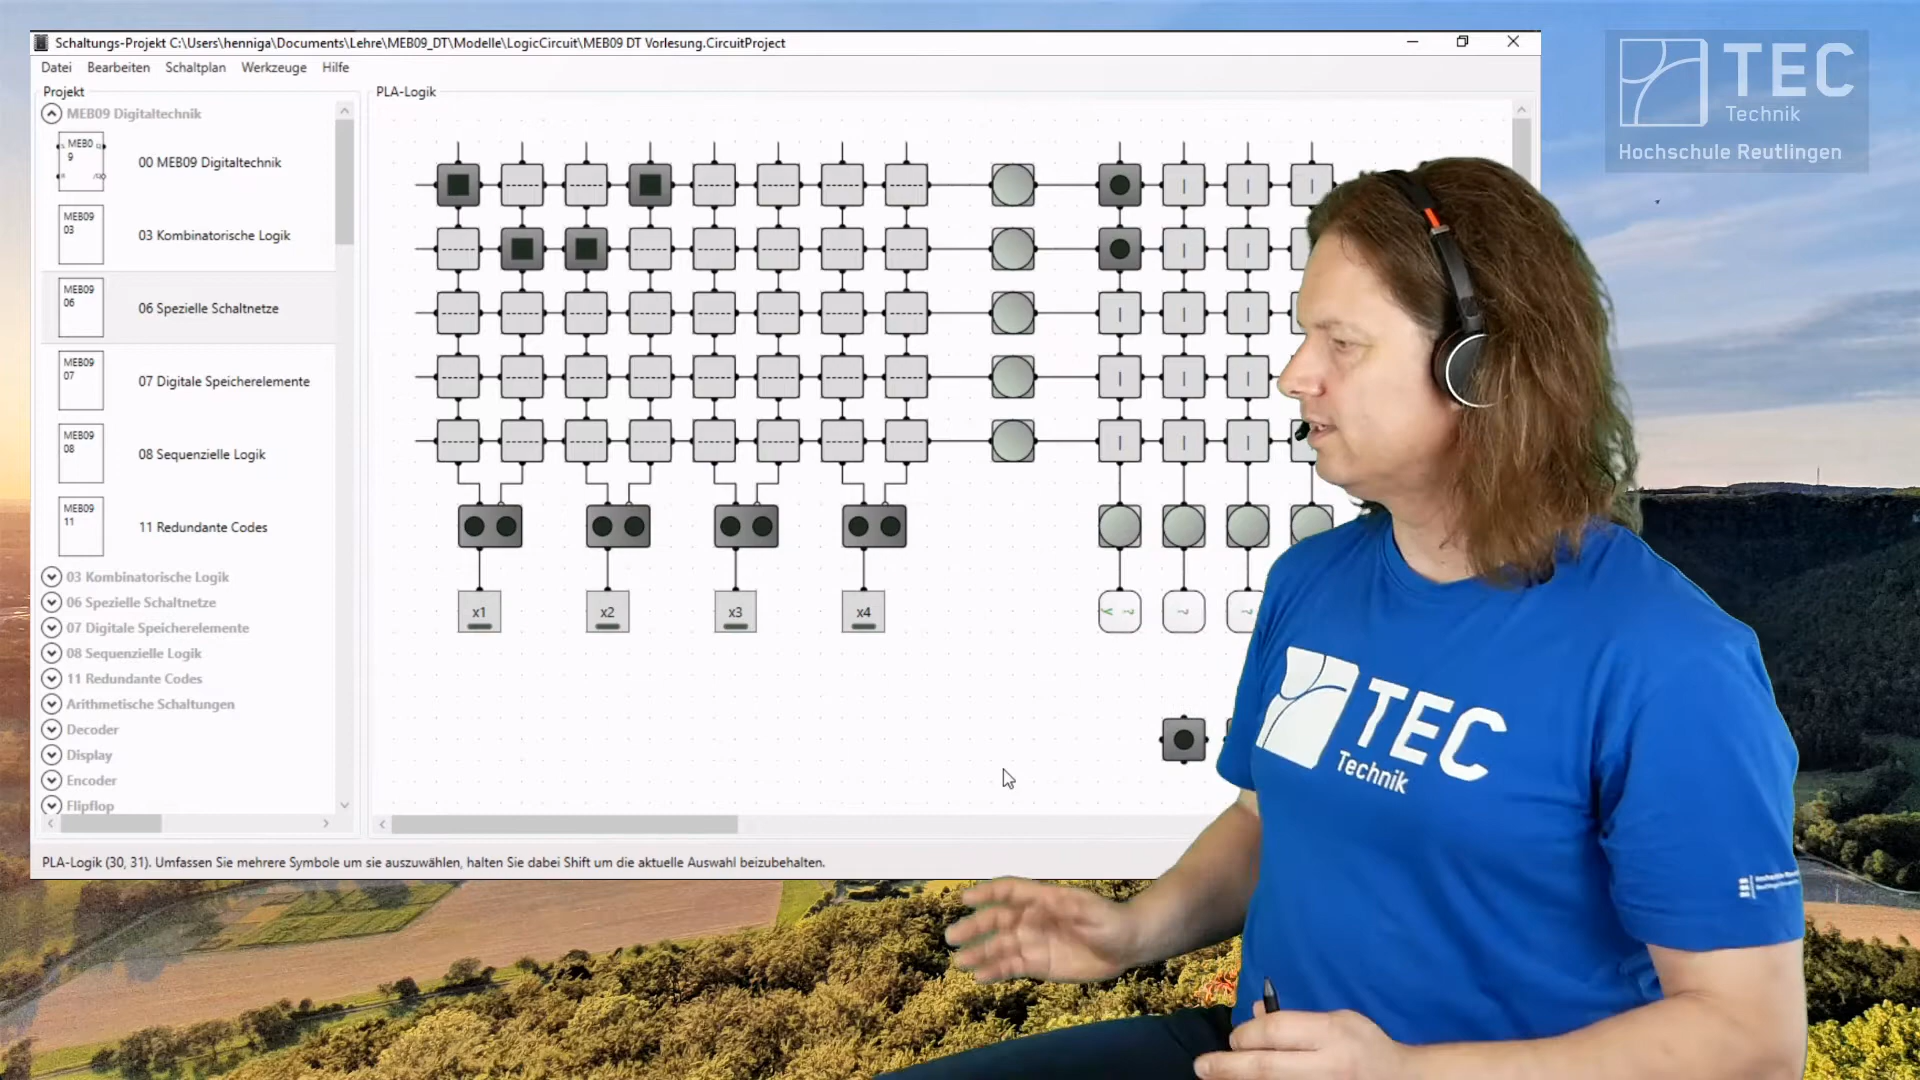 Schaltungs-Projekt C:\Users\henniga\Documents\Lehre\MEB09_DT\Modelle\LogicCircuit\MEB09 DT Vorlesung.CircuitProject
Datei Bearbeiten Schaltplan Werkzeuge Hilfe
Projekt
MEB09 Digitaltechnik
MEB0
9
00 MEB09 Digitaltechnik
MEB09
03
03 Kombinatorische Logik
MEB09
06
06 Spezielle Schaltnetze
MEB09
07
07 Digitale Speicherelemente
MEB09
08
08 Sequenzielle Logik
MEB09
11
11 Redundante Codes
03 Kombinatorische Logik
06 Spezielle Schaltnetze
07 Digitale Speicherelemente
08 Sequenzielle Logik
11 Redundante Codes
Arithmetische Schaltungen
Decoder
Display
Encoder
Flipflop
PLA-Logik
x1 x2 x3 x4
PLA-Logik (30, 31). Umfassen Sie mehrere Symbole um sie auszuwählen, halten Sie dabei Shift um die aktuelle Auswahl beizubehalten.
TEC
Technik
Hochschule Reutlingen
TEC
Technik